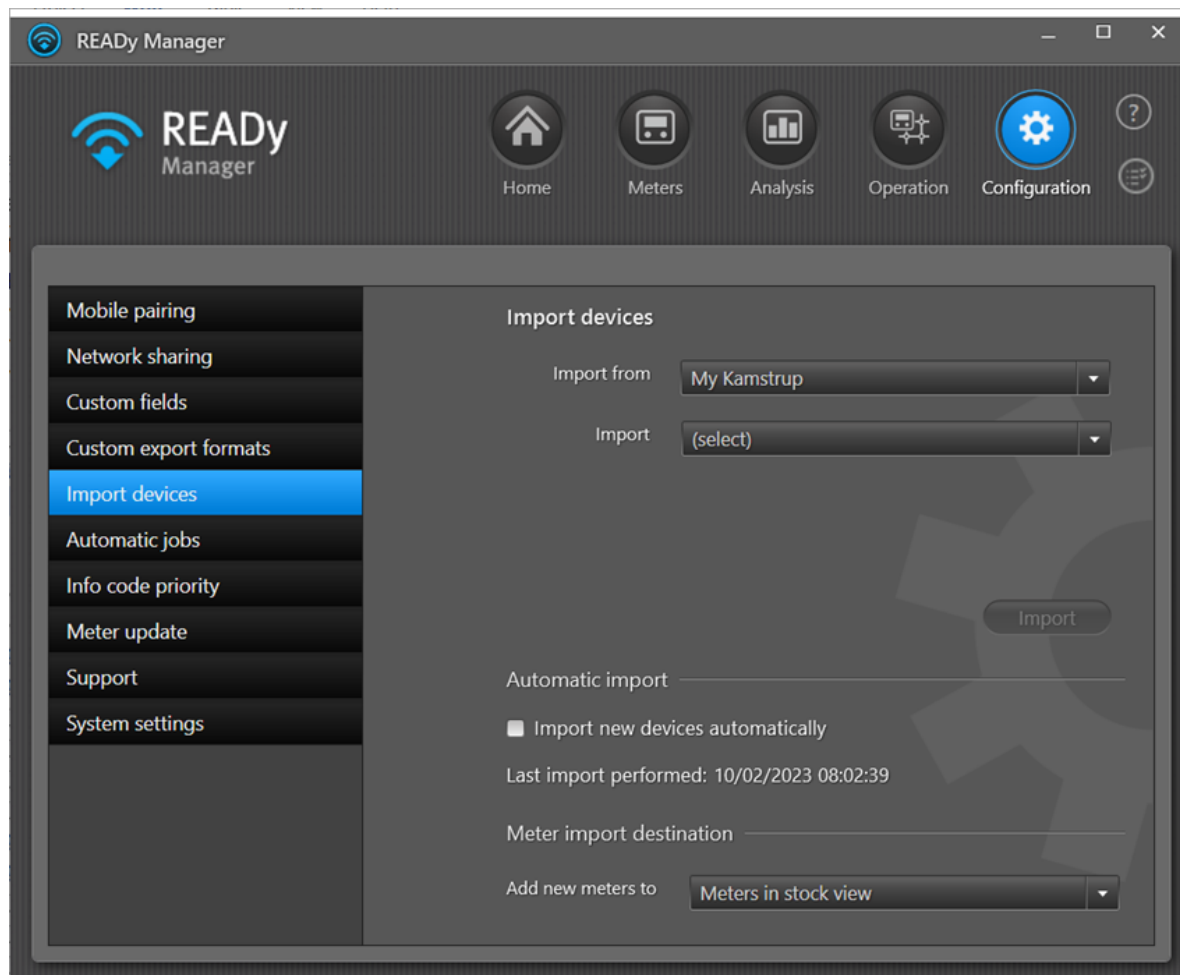 READy Manager
READy
Manager
?
Home
Meters
Analysis
Operation
Configuration
Mobile pairing
Network sharing
Custom fields
Custom export formats
Import devices
Automatic jobs
Info code priority
Meter update
Support
System settings
Import devices
Import from My Kamstrup
Import (select)
Import
Automatic import
Import new devices automatically
Last import performed: 10/02/2023 08:02:39
Meter import destination
Add new meters to Meters in stock view